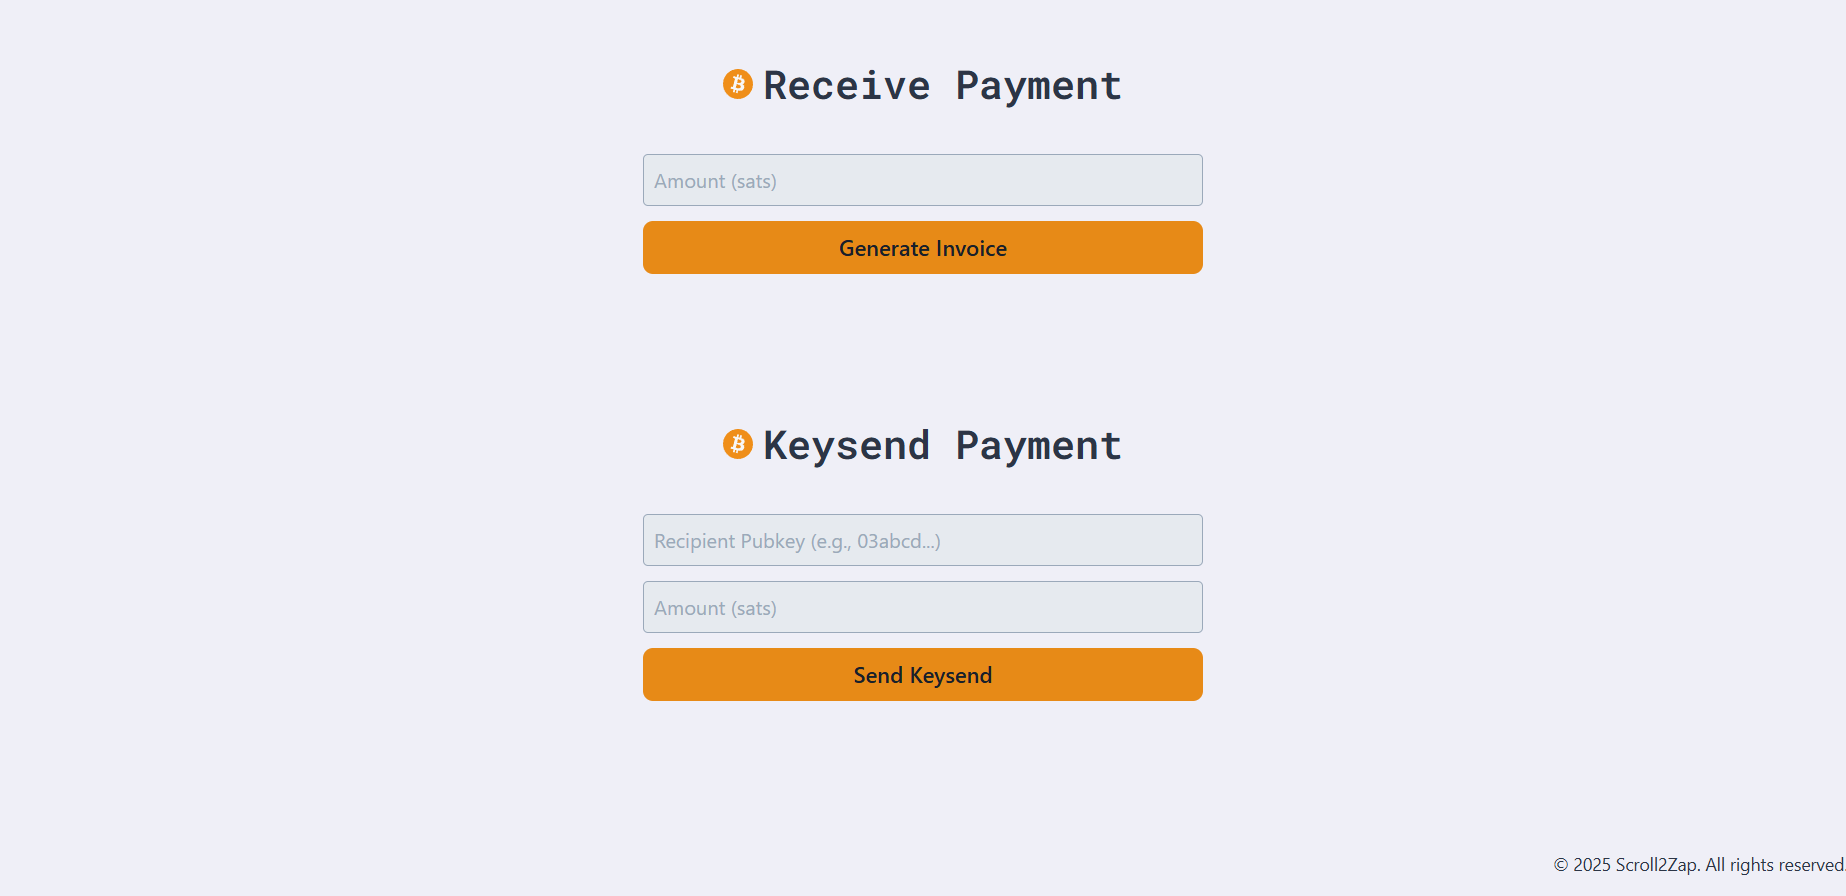 Receive Payment
Amount (sats)
Generate Invoice
Keysend Payment
Recipient Pubkey (e.g., 03abcd...)
Amount (sats)
Send Keysend
© 2025 Scroll2Zap. All rights reserved.